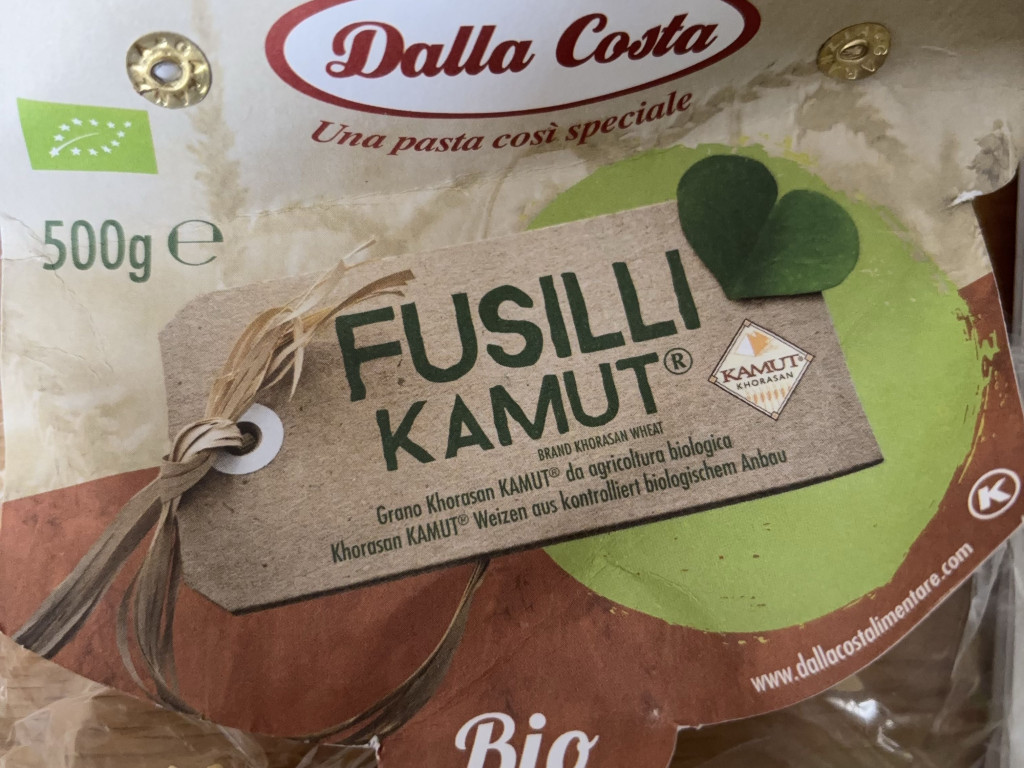 Dalla Costa
Una pasta così speciale
500g ℮
FUSILLI
KAMUT®
BRAND KHORASAN WHEAT
KAMUT®
KHORASAN
Grano Khorasan KAMUT® da agricoltura biologica
Khorasan KAMUT® Weizen aus kontrolliert biologischem Anbau
K
www.dallacostalimentare.com
Bio